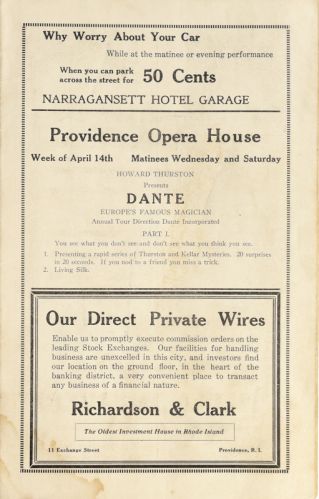 Why Worry About Your Car
While at the matinee or evening performance
When you can park
across the street for 50 Cents
NARRAGANSETT HOTEL GARAGE
Providence Opera House
Week of April 14th Matinees Wednesday and Saturday
HOWARD THURSTON
Presents
DANTE
EUROPE'S FAMOUS MAGICIAN
Annual Tour Direction Dante Incorporated
PART I.
You see what you don't see and don't see what you think you see.
1. Presenting a rapid series of Thurston and Kellar Mysteries. 20 surprises
in 20 seconds. If you nod to a friend you miss a trick.
2. Living Silk.
Our Direct Private Wires
Enable us to promptly execute commission orders on the
leading Stock Exchanges. Our facilities for handling
business are unexcelled in this city, and investors find
our location on the ground floor, in the heart of the
banking district, a very convenient place to transact
any business of a financial nature.
Richardson & Clark
The Oldest Investment House in Rhode Island
11 Exchange Street Providence, R. I.